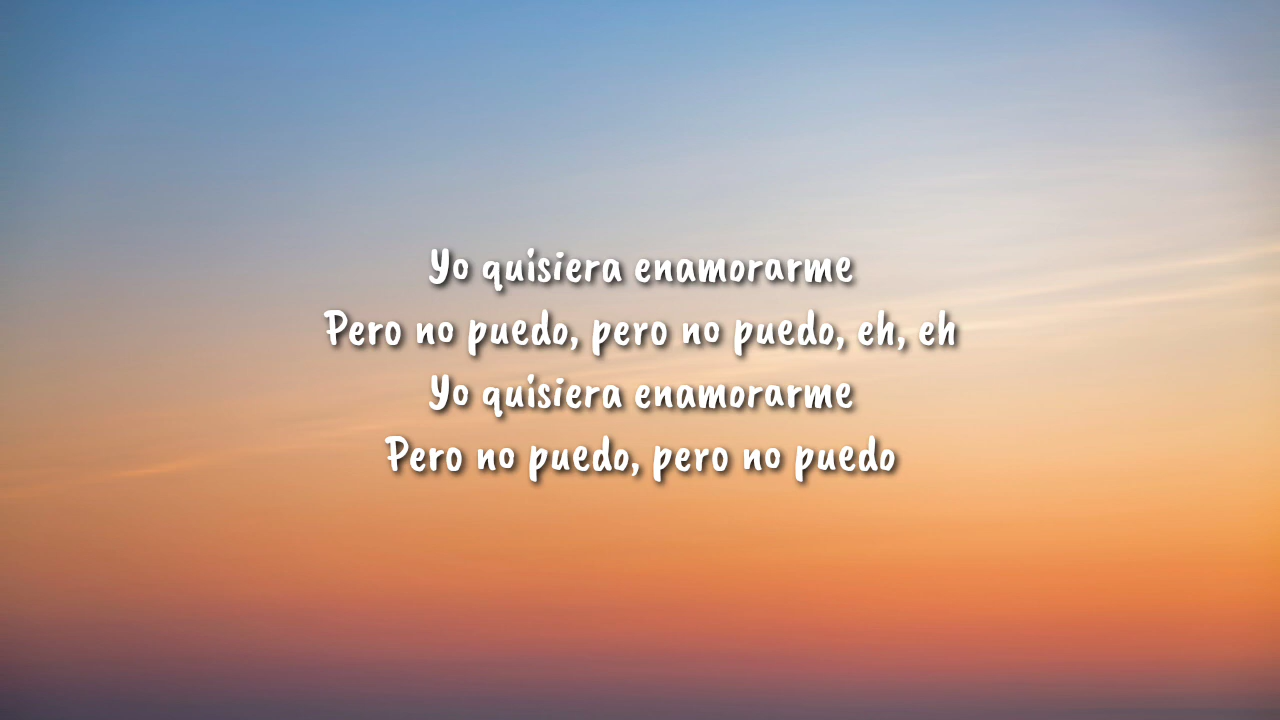 Yo quisiera enamorarme
Pero no puedo, pero no puedo, eh, eh
Yo quisiera enamorarme
Pero no puedo, pero no puedo